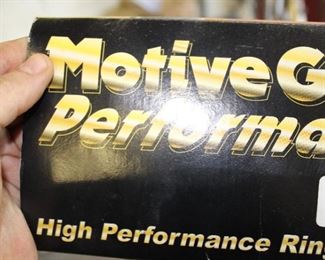 Motive G
Performa
High Performance Rin